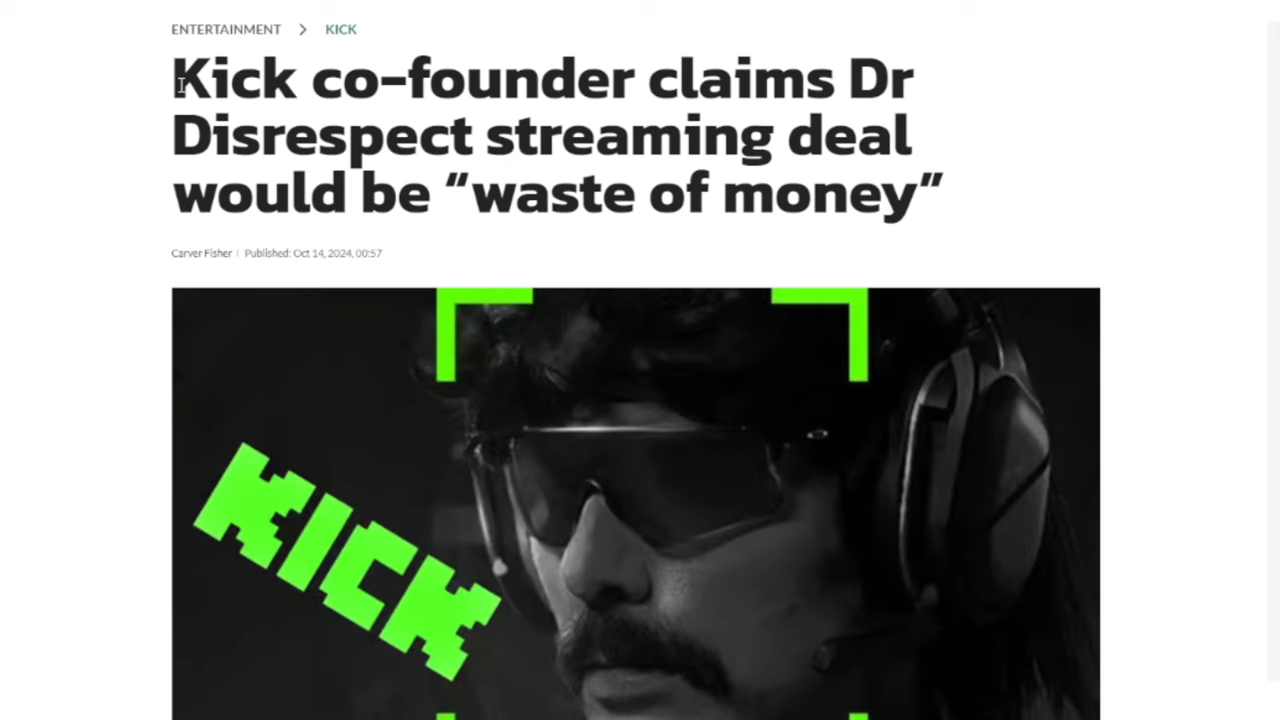 ENTERTAINMENT > KICK
Kick co-founder claims Dr
Disrespect streaming deal
would be “waste of money”
Carver Fisher | Published: Oct 14, 2024, 00:57
KICK